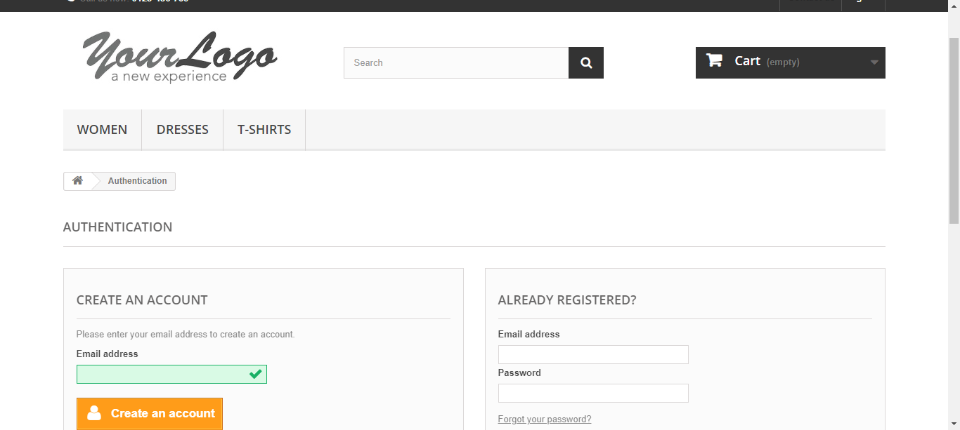 YourLogo
a new experience
Search
Cart (empty)
WOMEN DRESSES T-SHIRTS
Authentication
AUTHENTICATION
CREATE AN ACCOUNT
Please enter your email address to create an account.
Email address
Create an account
ALREADY REGISTERED?
Email address
Password
Forgot your password?